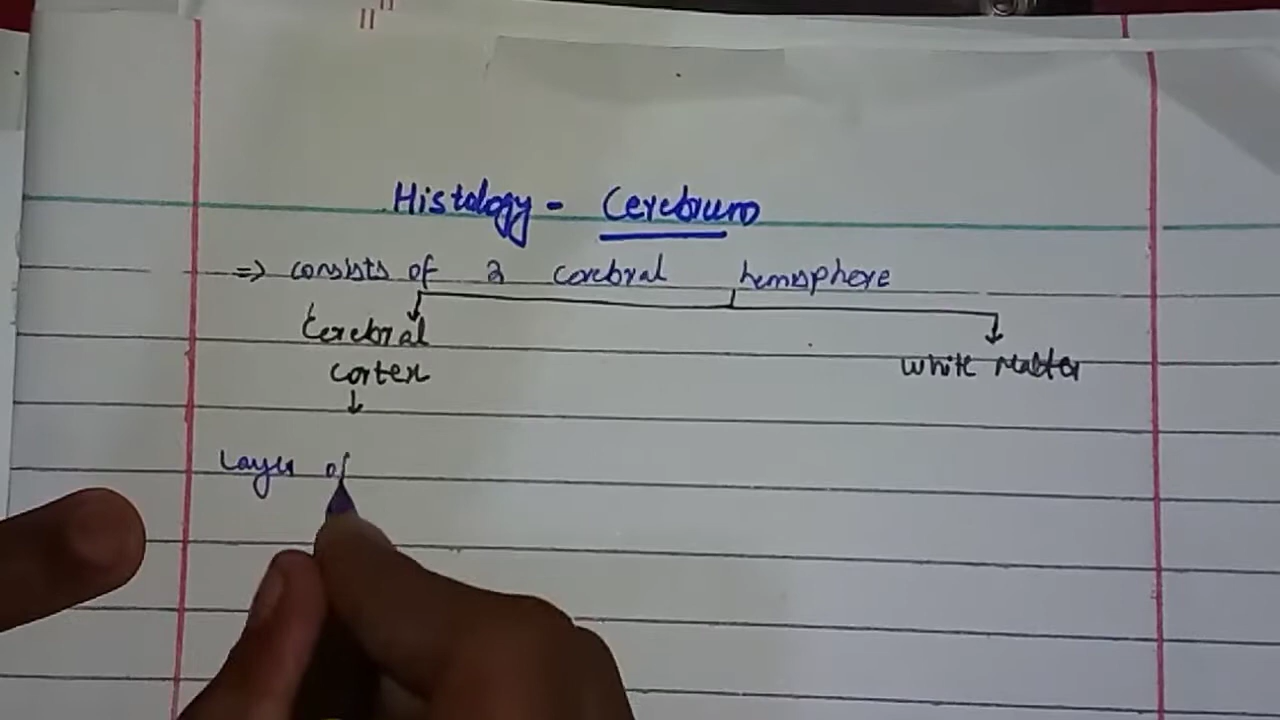 Histology - Cerebrum
⇒ consists of 2 cerebral hemisphere
Cerebral
cortex
White matter
Layer of